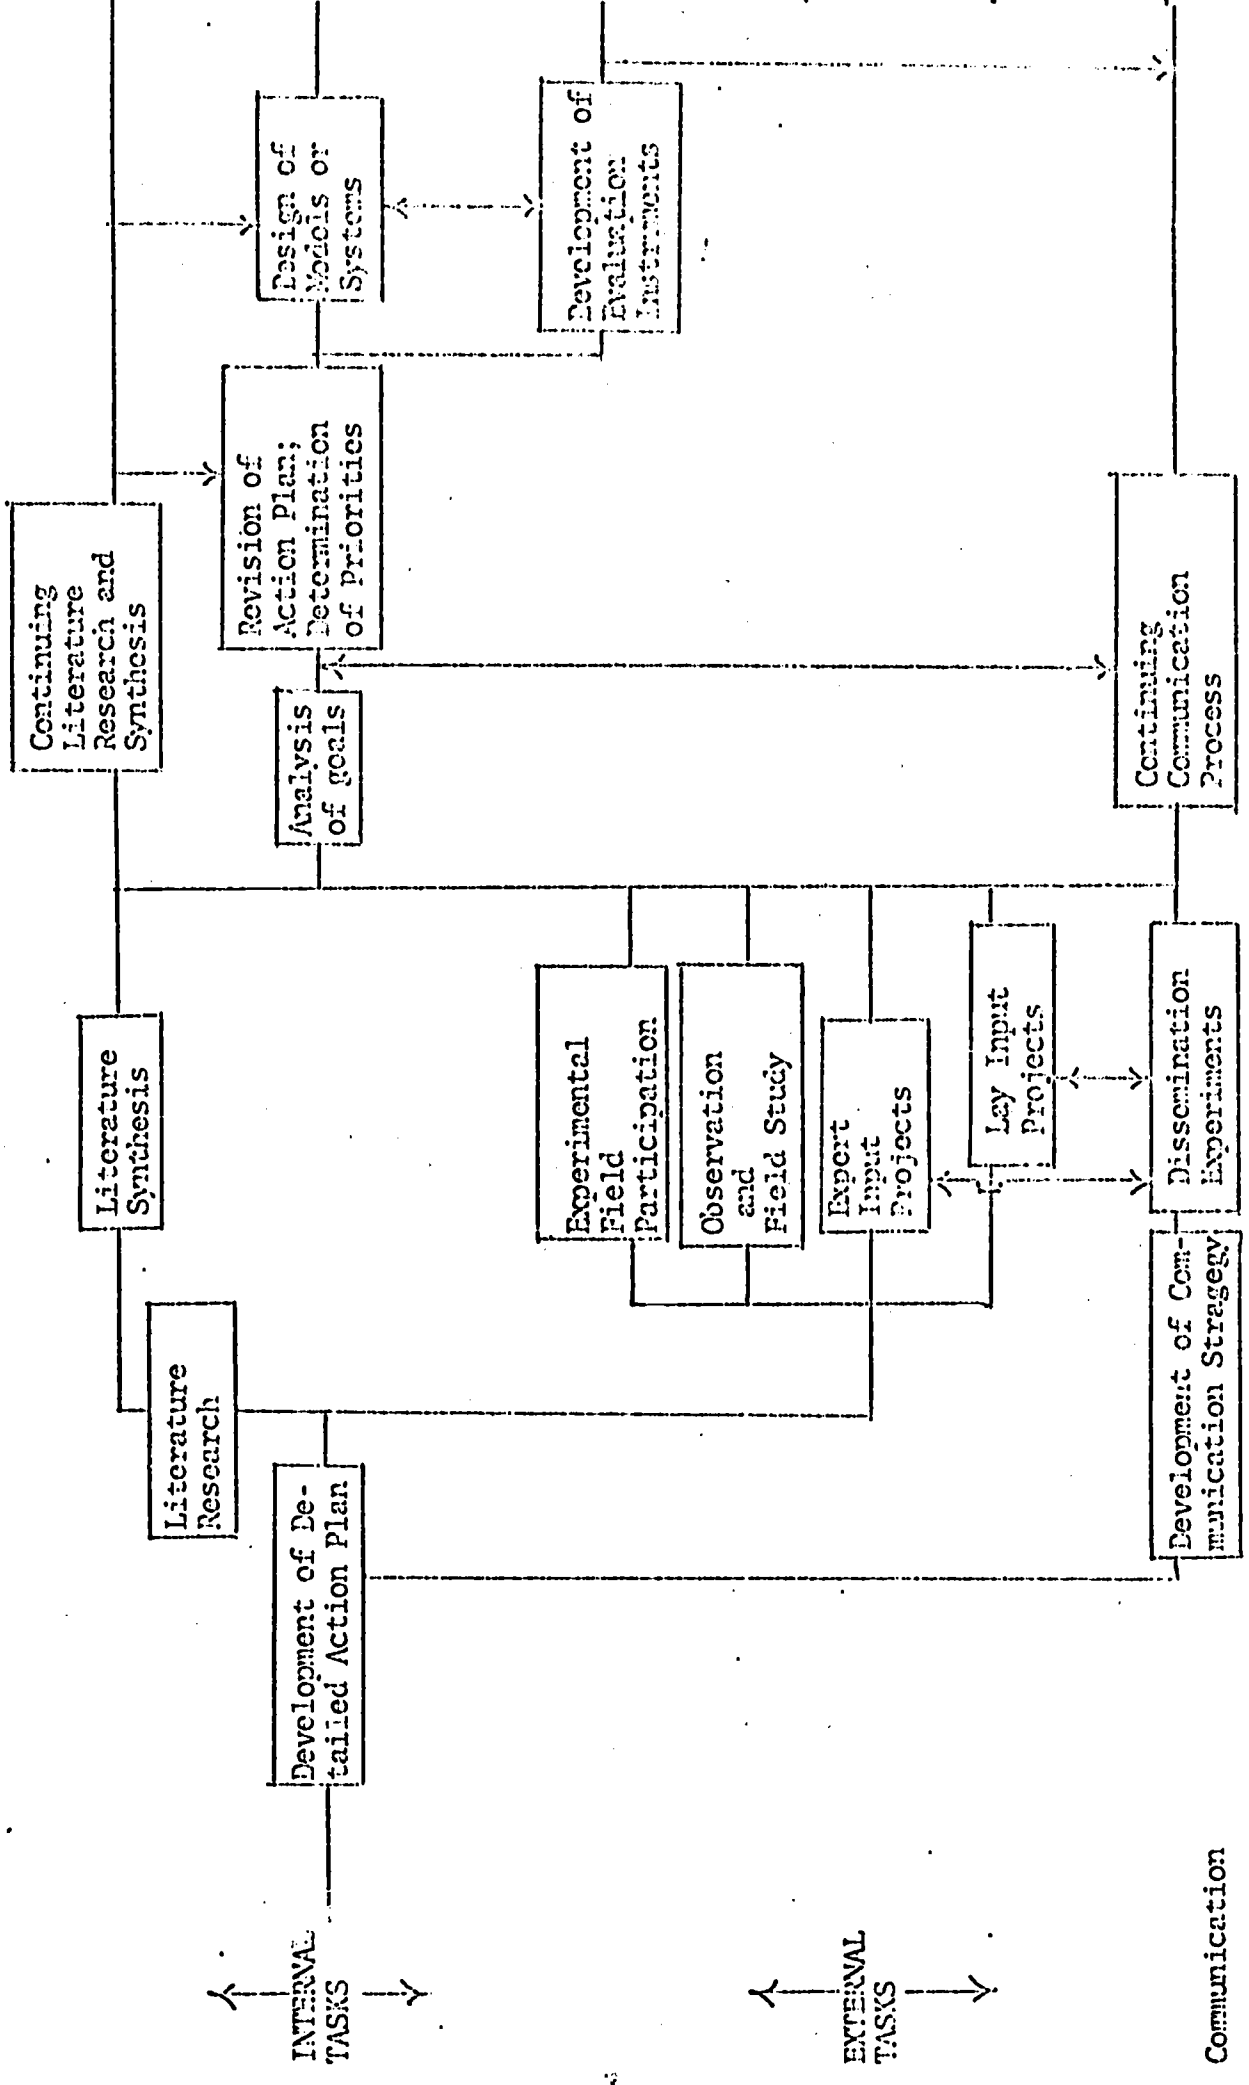 INTERNAL
TASKS
EXTERNAL
TASKS
Communication
Development of De-
tailed Action Plan
Literature
Research
Literature
Synthesis
Experimental
Field
Participation
Observation
and
Field Study
Expert
Input
Projects
Lay Input
Projects
Development of Com-
munication Stragegy
Dissemination
Experiments
Continuing
Literature
Research and
Synthesis
Analysis
of goals
Revision of
Action Plan;
Determination
of Priorities
Continuing
Communication
Process
Design of
Models or
Systems
Development of
Evaluation
Instruments